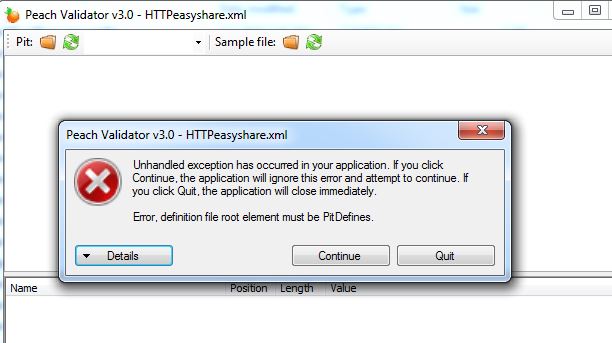 Peach Validator v3.0 - HTTPeasyshare.xml
Pit: Sample file:
Peach Validator v3.0 - HTTPeasyshare.xml
Unhandled exception has occurred in your application. If you click
Continue, the application will ignore this error and attempt to continue. If
you click Quit, the application will close immediately.
Error, definition file root element must be PitDefines.
Details Continue Quit
Name Position Length Value